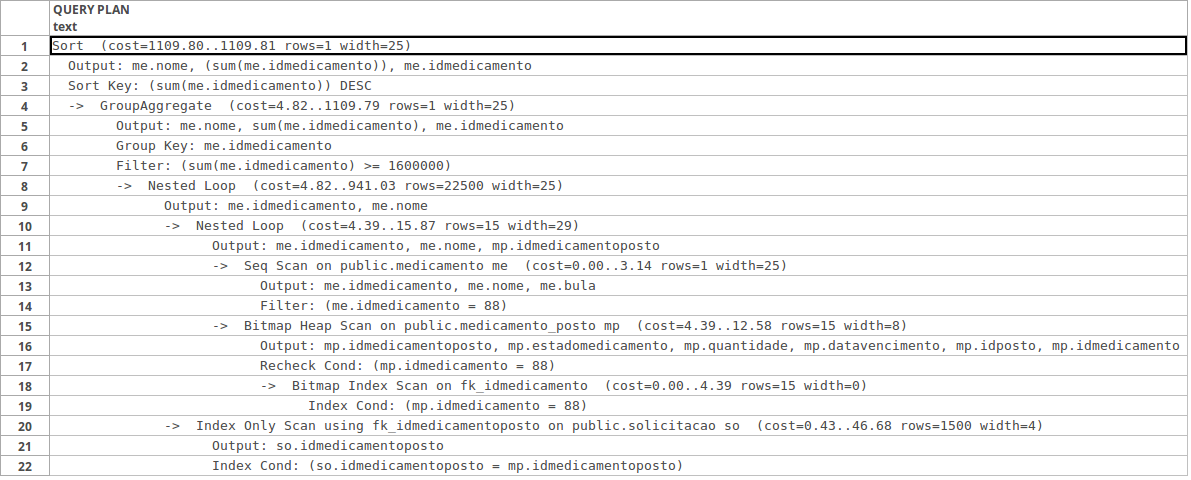 QUERY PLAN
text
1 Sort (cost=1109.80..1109.81 rows=1 width=25)
2 Output: me.nome, (sum(me.idmedicamento)), me.idmedicamento
3 Sort Key: (sum(me.idmedicamento)) DESC
4 -> GroupAggregate (cost=4.82..1109.79 rows=1 width=25)
5 Output: me.nome, sum(me.idmedicamento), me.idmedicamento
6 Group Key: me.idmedicamento
7 Filter: (sum(me.idmedicamento) >= 1600000)
8 -> Nested Loop (cost=4.82..941.03 rows=22500 width=25)
9 Output: me.idmedicamento, me.nome
10 -> Nested Loop (cost=4.39..15.87 rows=15 width=29)
11 Output: me.idmedicamento, me.nome, mp.idmedicamentoposto
12 -> Seq Scan on public.medicamento me (cost=0.00..3.14 rows=1 width=25)
13 Output: me.idmedicamento, me.nome, me.bula
14 Filter: (me.idmedicamento = 88)
15 -> Bitmap Heap Scan on public.medicamento_posto mp (cost=4.39..12.58 rows=15 width=8)
16 Output: mp.idmedicamentoposto, mp.estadomedicamento, mp.quantidade, mp.datavencimento, mp.idposto, mp.idmedicamento
17 Recheck Cond: (mp.idmedicamento = 88)
18 -> Bitmap Index Scan on fk_idmedicamento (cost=0.00..4.39 rows=15 width=0)
19 Index Cond: (mp.idmedicamento = 88)
20 -> Index Only Scan using fk_idmedicamentoposto on public.solicitacao so (cost=0.43..46.68 rows=1500 width=4)
21 Output: so.idmedicamentoposto
22 Index Cond: (so.idmedicamentoposto = mp.idmedicamentoposto)